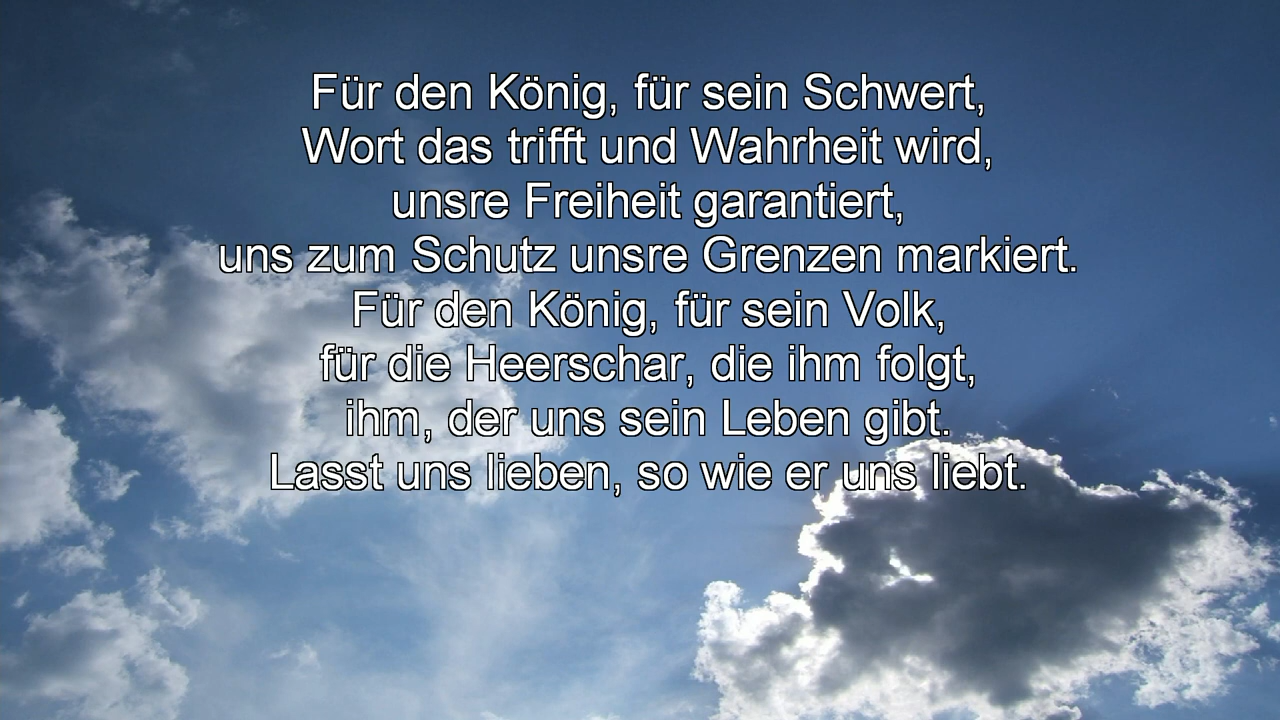 Für den König, für sein Schwert,
Wort das trifft und Wahrheit wird,
unsre Freiheit garantiert,
uns zum Schutz unsre Grenzen markiert.
Für den König, für sein Volk,
für die Heerschar, die ihm folgt,
ihm, der uns sein Leben gibt.
Lasst uns lieben, so wie er uns liebt.